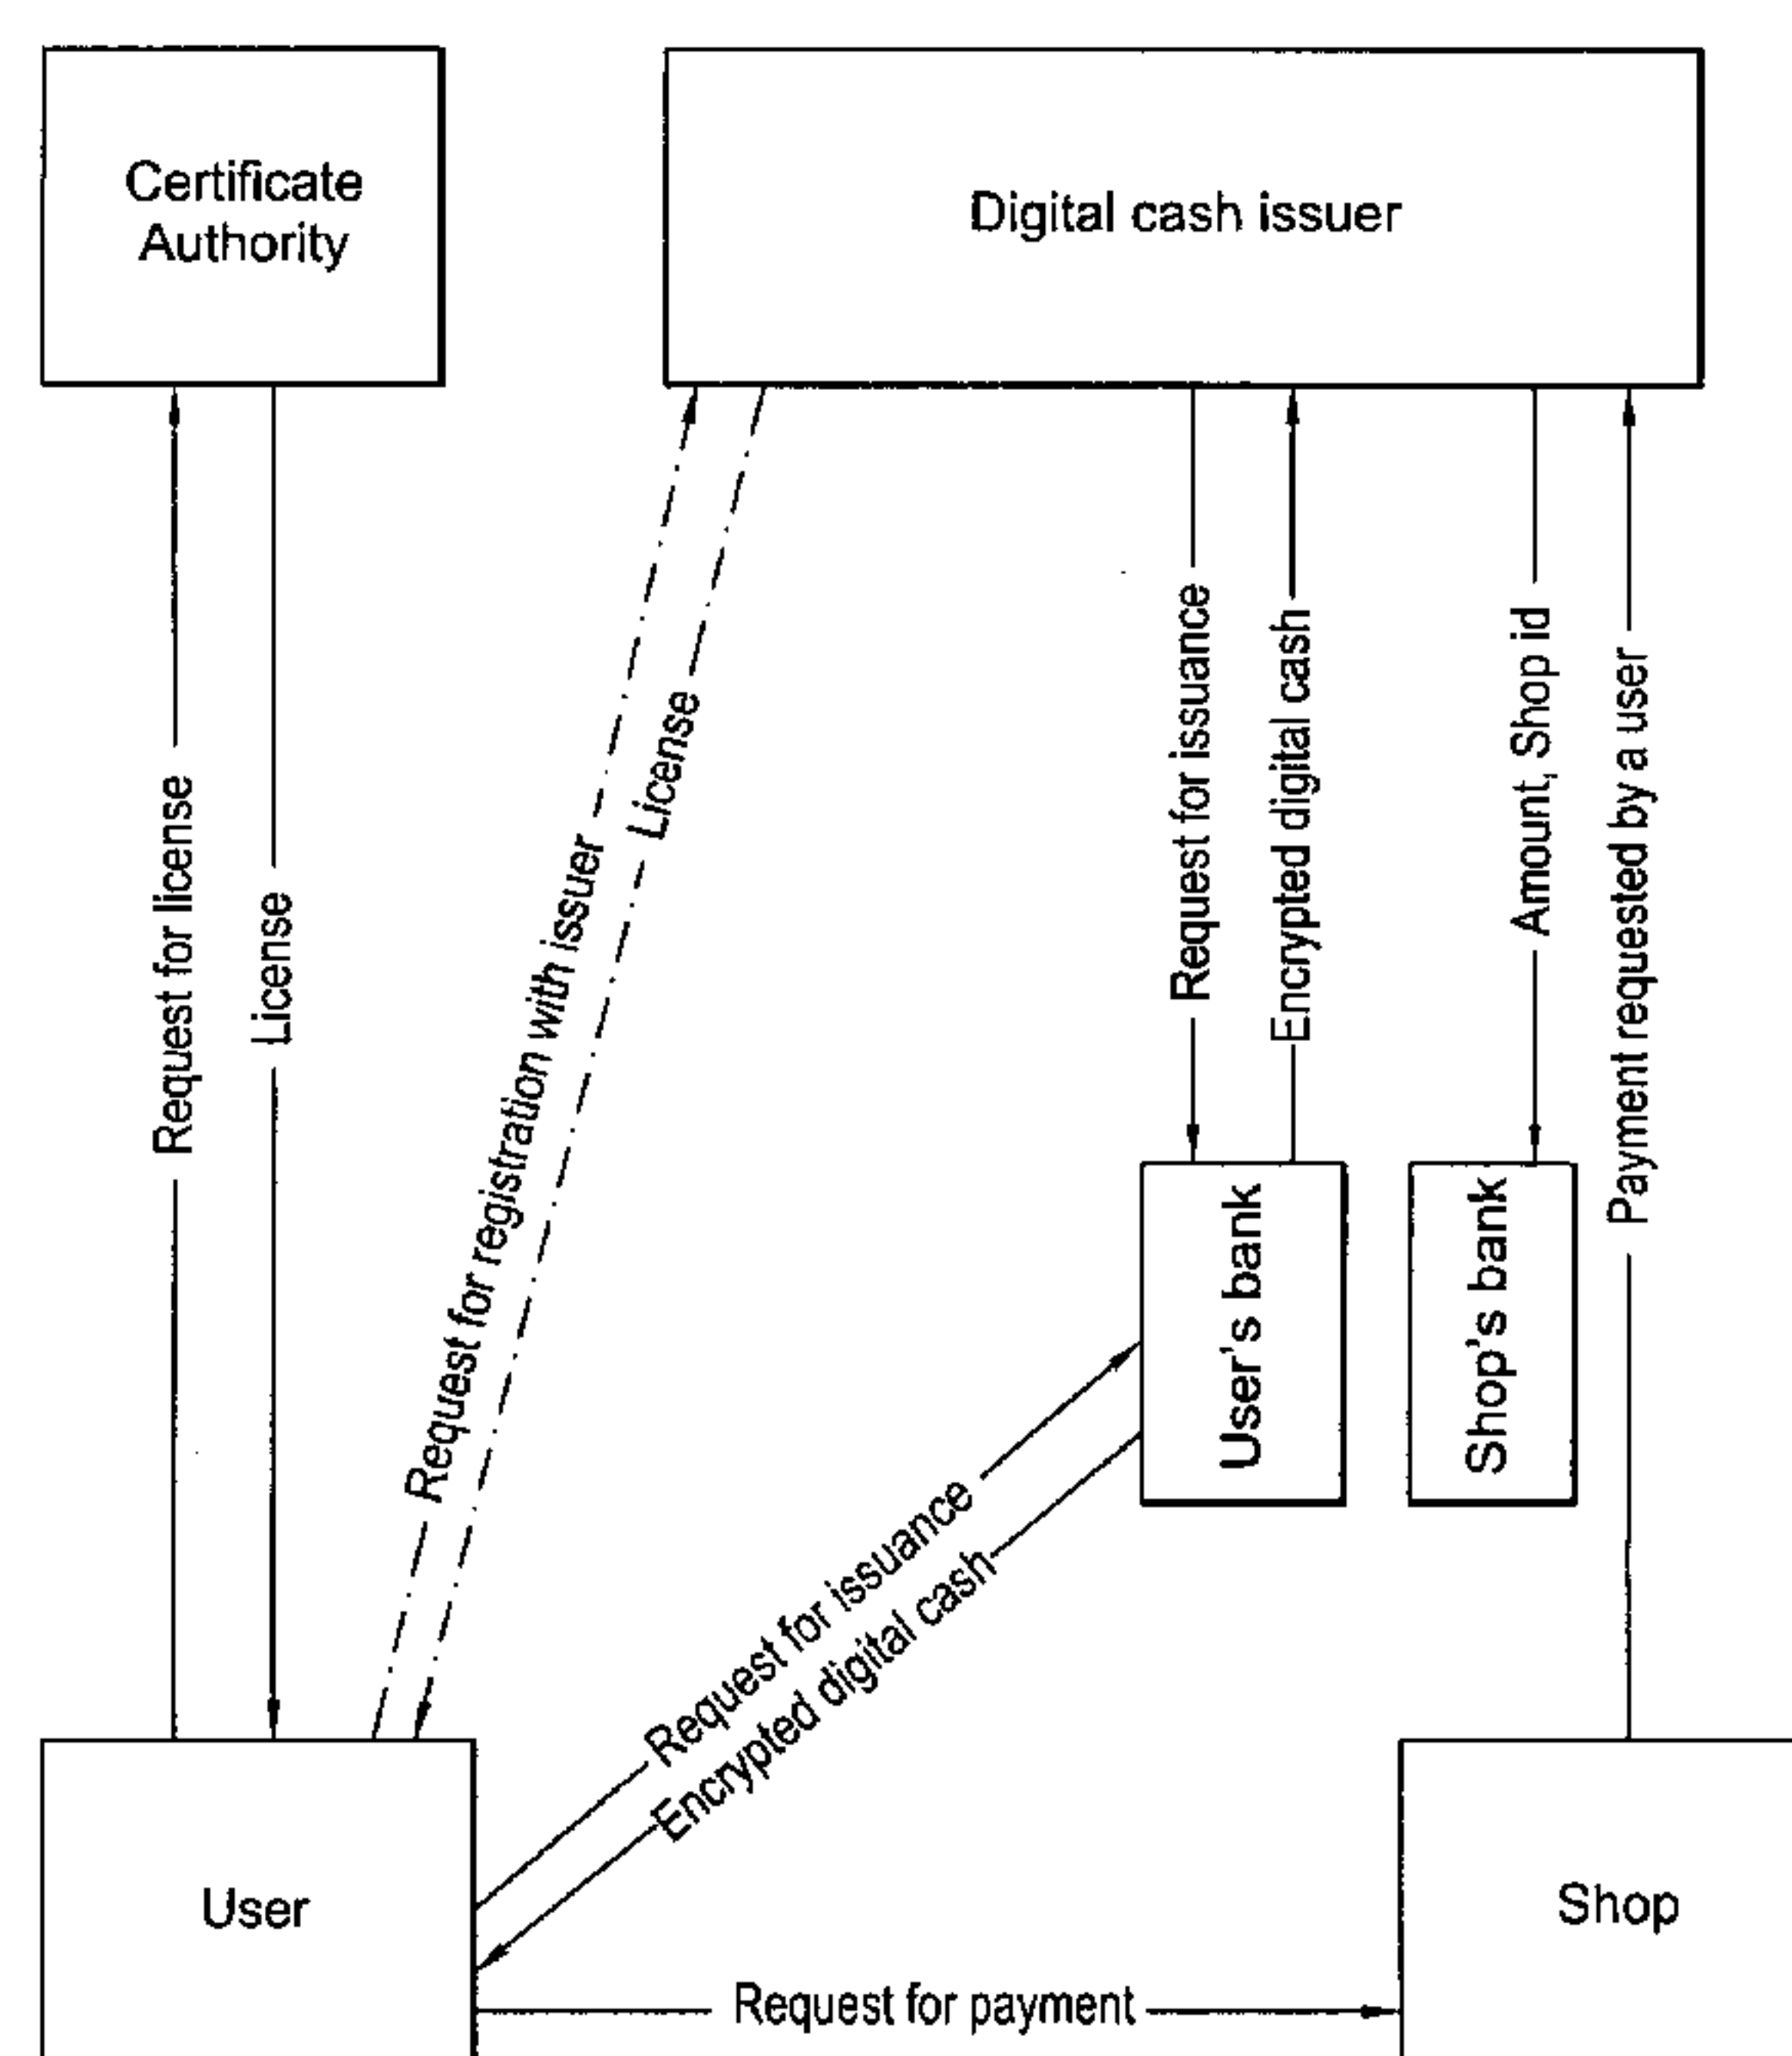 Certificate
Authority
Digital cash issuer
Request for license
License
Request for registration with issuer
License
Request for issuance
Encrypted digital cash
Amount, Shop id
Payment requested by a user
User's bank
Shop's bank
Request for issuance
Encrypted digital cash
User
Shop
Request for payment